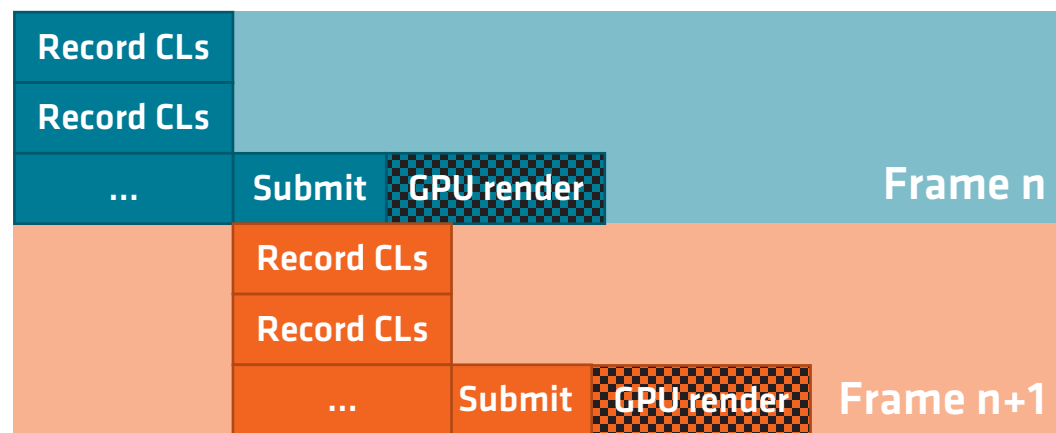 Record CLs
Record CLs
... Submit GPU render Frame n
Record CLs
Record CLs
... Submit GPU render Frame n+1